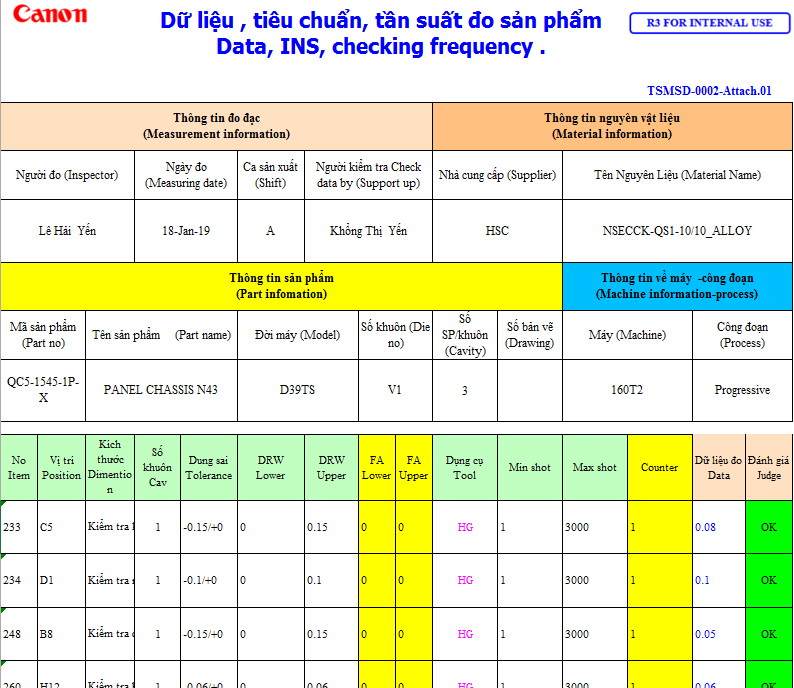 Canon
Dữ liệu , tiêu chuẩn, tần suất đo sản phẩm
Data, INS, checking frequency .
R3 FOR INTERNAL USE
TSMSD-0002-Attach.01
Thông tin đo đạc
(Measurement information)
Thông tin nguyên vật liệu
(Material information)
Người đo (Inspector)
Ngày đo
(Measuring date)
Ca sản xuất
(Shift)
Người kiểm tra Check
data by (Support up)
Nhà cung cấp (Supplier)
Tên Nguyên Liệu (Material Name)
Lê Hải Yến
18-Jan-19
A
Khổng Thị Yến
HSC
NSECCK-QS1-10/10_ALLOY
Thông tin sản phẩm
(Part infomation)
Thông tin về máy -công đoạn
(Machine information-process)
Mã sản phẩm
(Part no)
Tên sản phẩm (Part name)
Đời máy (Model)
Số khuôn (Die
no)
Số
SP/khuôn
(Cavity)
Số bản vẽ
(Drawing)
Máy (Machine)
Công đoạn
(Process)
QC5-1545-1P-
X
PANEL CHASSIS N43
D39TS
V1
3
160T2
Progressive
No
Item
Vị trí
Position
Kích
thước
Dimentio
n
Số
khuôn
Cav
Dung sai
Tolerance
DRW
Lower
DRW
Upper
FA
Lower
FA
Upper
Dụng cụ
Tool
Min shot
Max shot
Counter
Dữ liệu đo
Data
Đánh giá
Judge
233 C5 Kiểm tra 1 -0.15/+0 0 0.15 0 0 HG 1 3000 1 0.08 OK
234 D1 Kiểm tra 1 -0.1/+0 0 0.1 0 0 HG 1 3000 1 0.1 OK
248 B8 Kiểm tra 1 -0.15/+0 0 0.15 0 0 HG 1 3000 1 0.05 OK
260 H12 Kiểm tra 1 -0.06/+0 0 0.06 0 0 HG 1 3000 1 0.06 OK